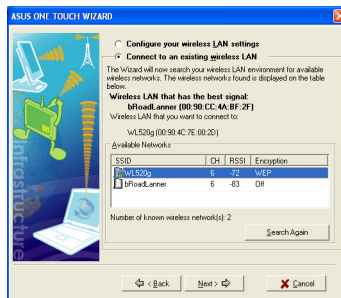 ASUS ONE TOUCH WIZARD
Configure your wireless LAN settings
Connect to an existing wireless LAN
The Wizard will now search your wireless LAN environment for available
wireless networks. The wireless networks found is displayed on the table
below.
Wireless LAN that has the best signal:
bRoadLanner (00:90:CC:4A:BF:2F)
Wireless LAN that you want to connect to:
WL520g (00:90:4C:7E:00:2D)
Available Networks
SSID CH RSSI Encryption
WL520g 6 -72 WEP
bRoadLanner 6 -83 Off
Number of known wireless network(s): 2
Search Again
< Back
Next >
Cancel
Infrastructure